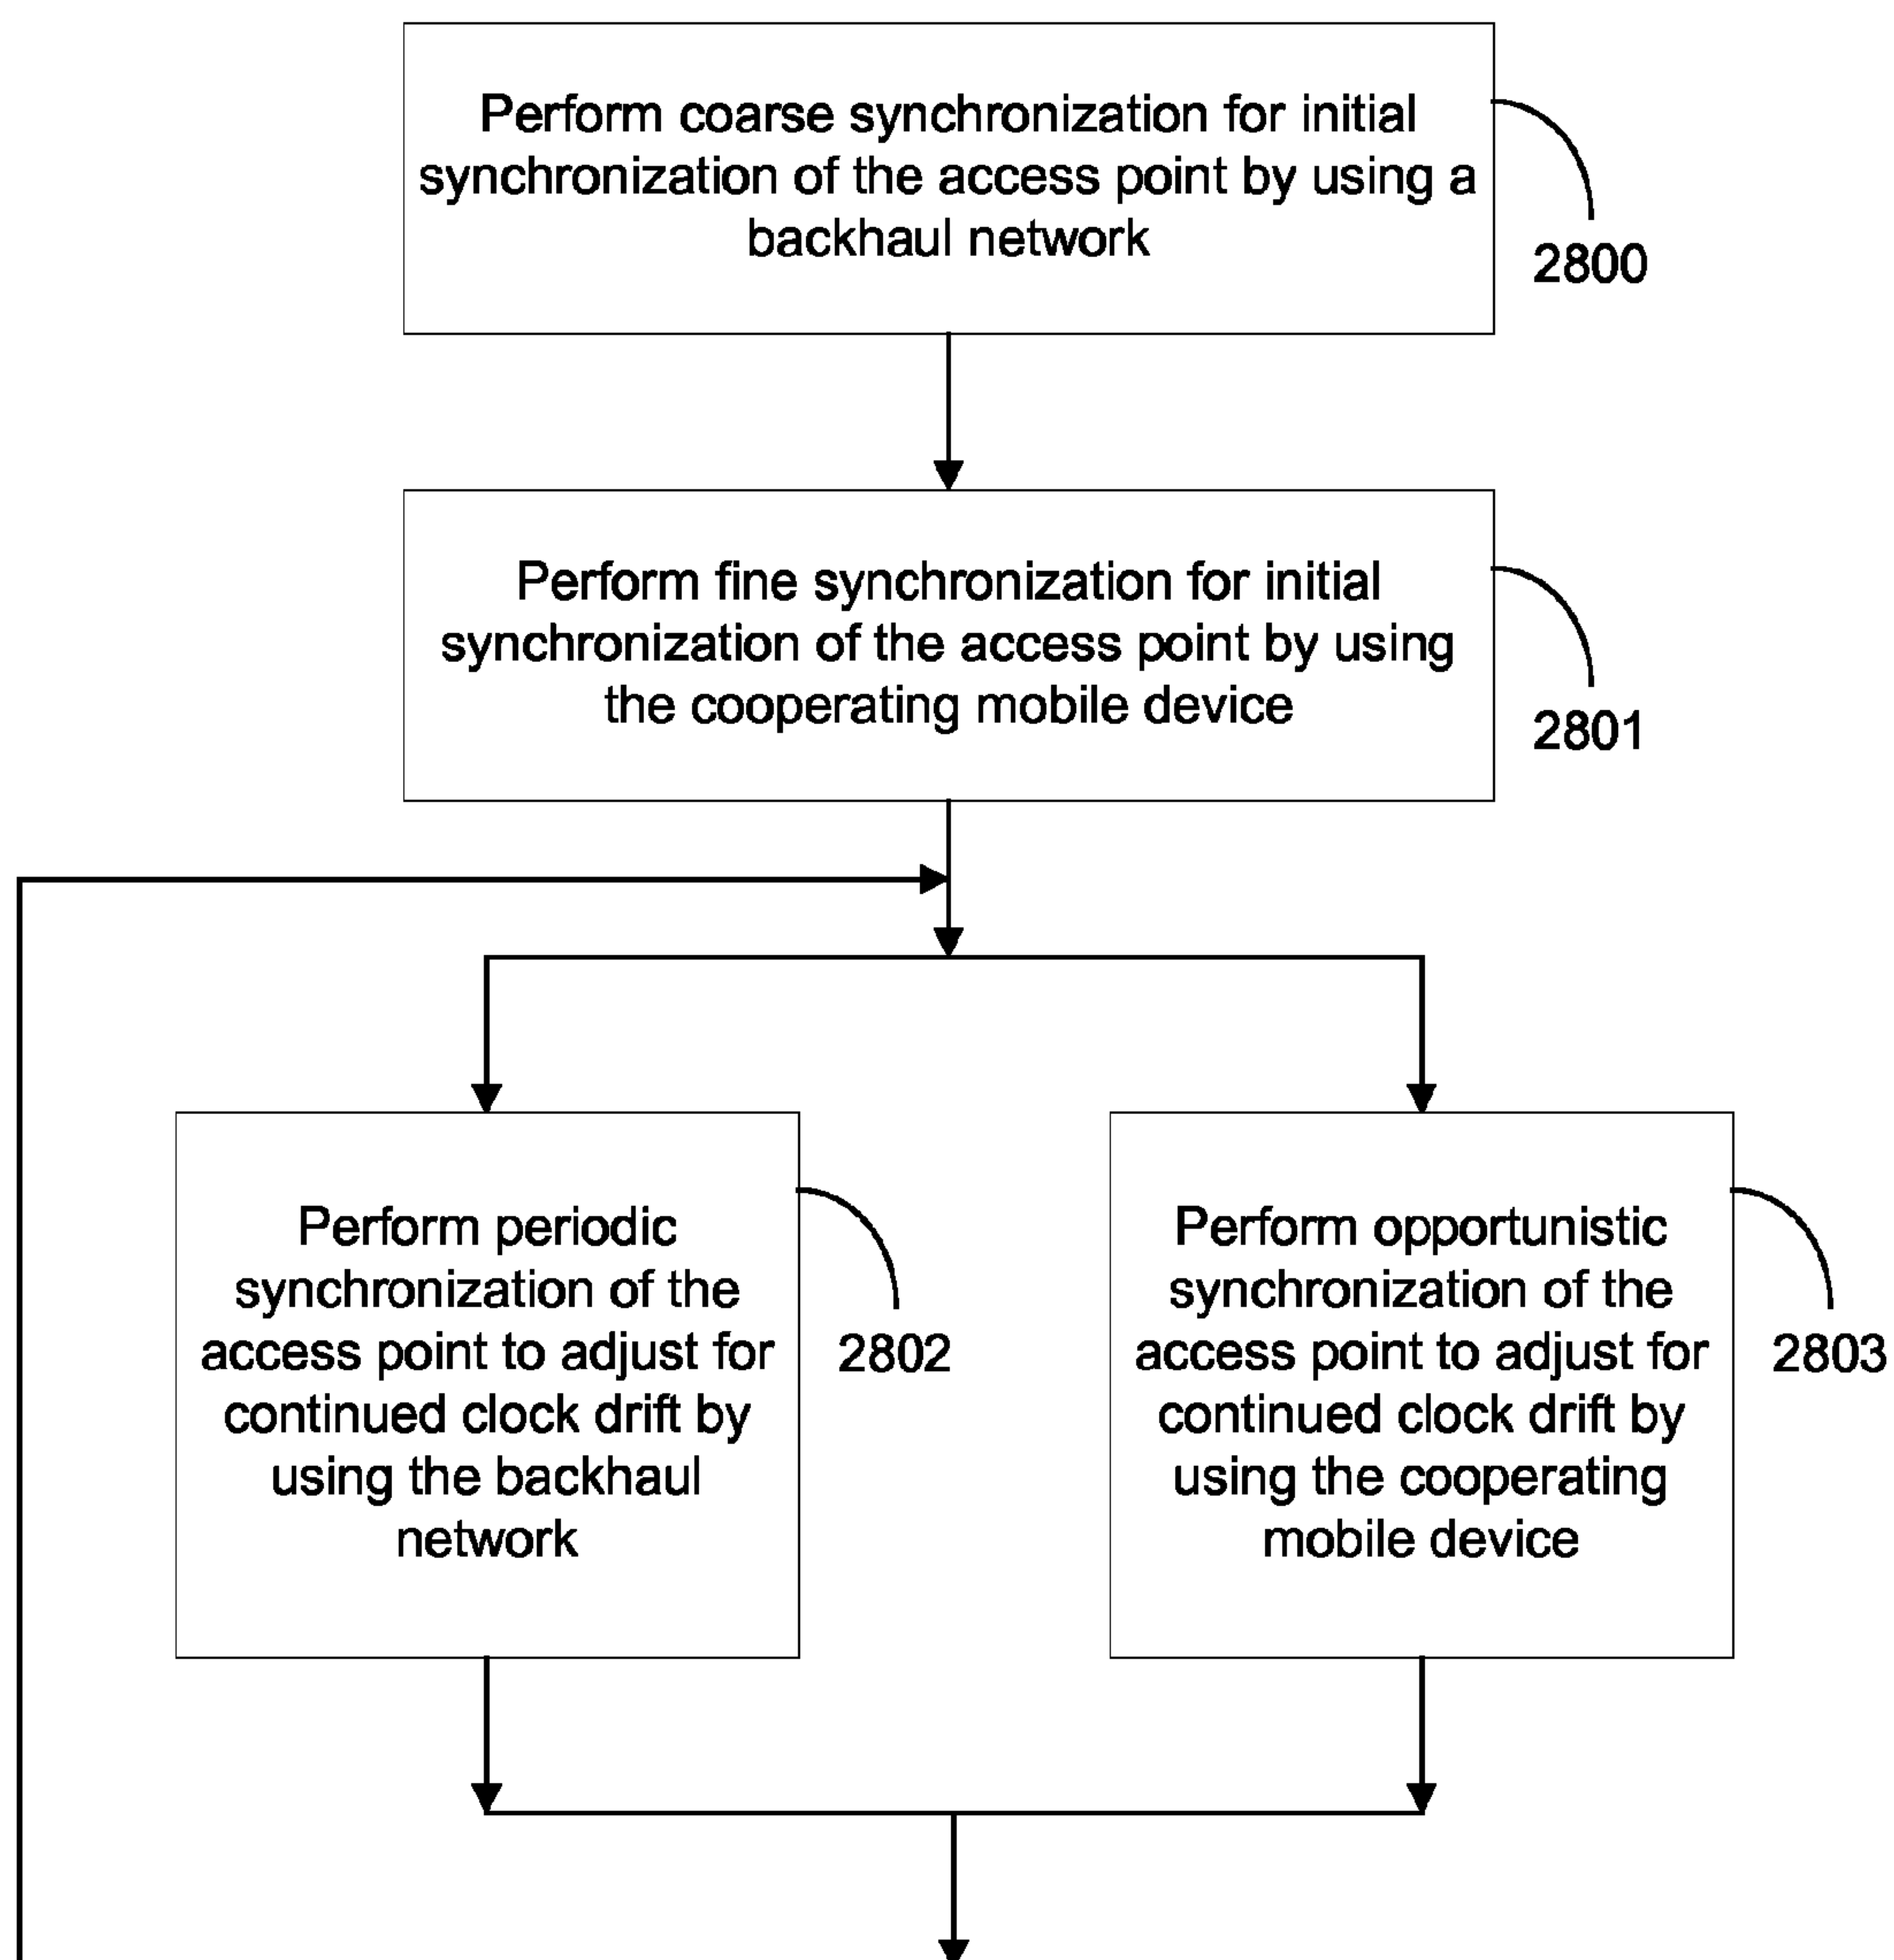 Perform coarse synchronization for initial
synchronization of the access point by using a
backhaul network
2800
Perform fine synchronization for initial
synchronization of the access point by using
the cooperating mobile device
2801
Perform periodic
synchronization of the
access point to adjust for
continued clock drift by
using the backhaul
network
2802
Perform opportunistic
synchronization of the
access point to adjust for
continued clock drift by
using the cooperating
mobile device
2803